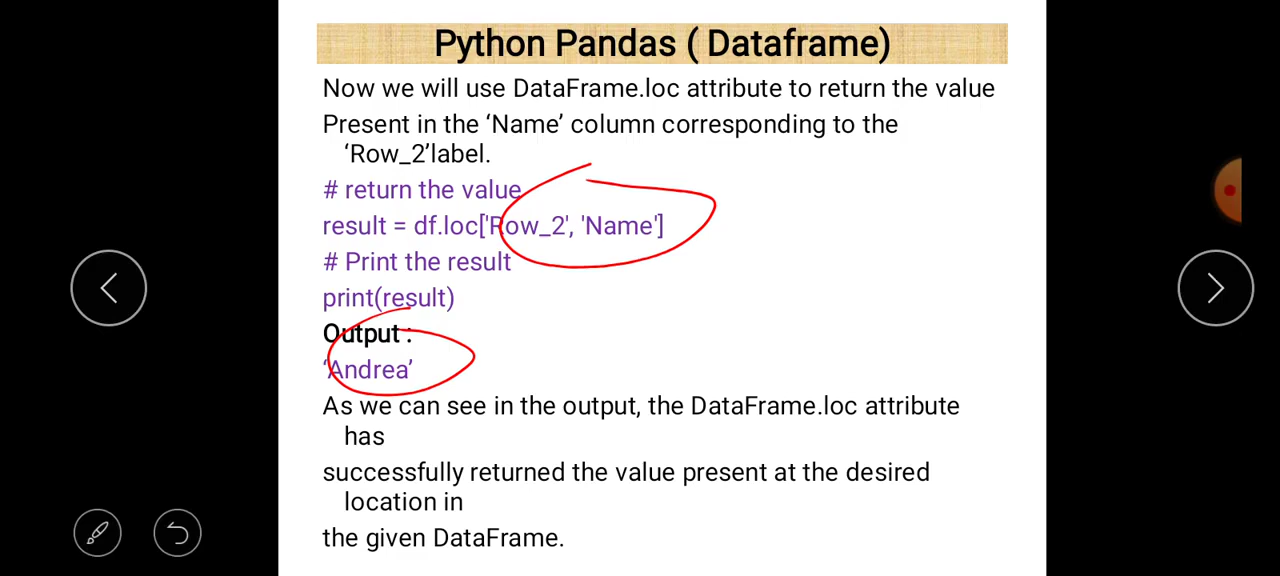 Python Pandas ( Dataframe)
Now we will use DataFrame.loc attribute to return the value
Present in the ‘Name’ column corresponding to the
‘Row_2’label.
# return the value
result = df.loc['Row_2', 'Name']
# Print the result
print(result)
Output :
‘Andrea’
As we can see in the output, the DataFrame.loc attribute
has
successfully returned the value present at the desired
location in
the given DataFrame.